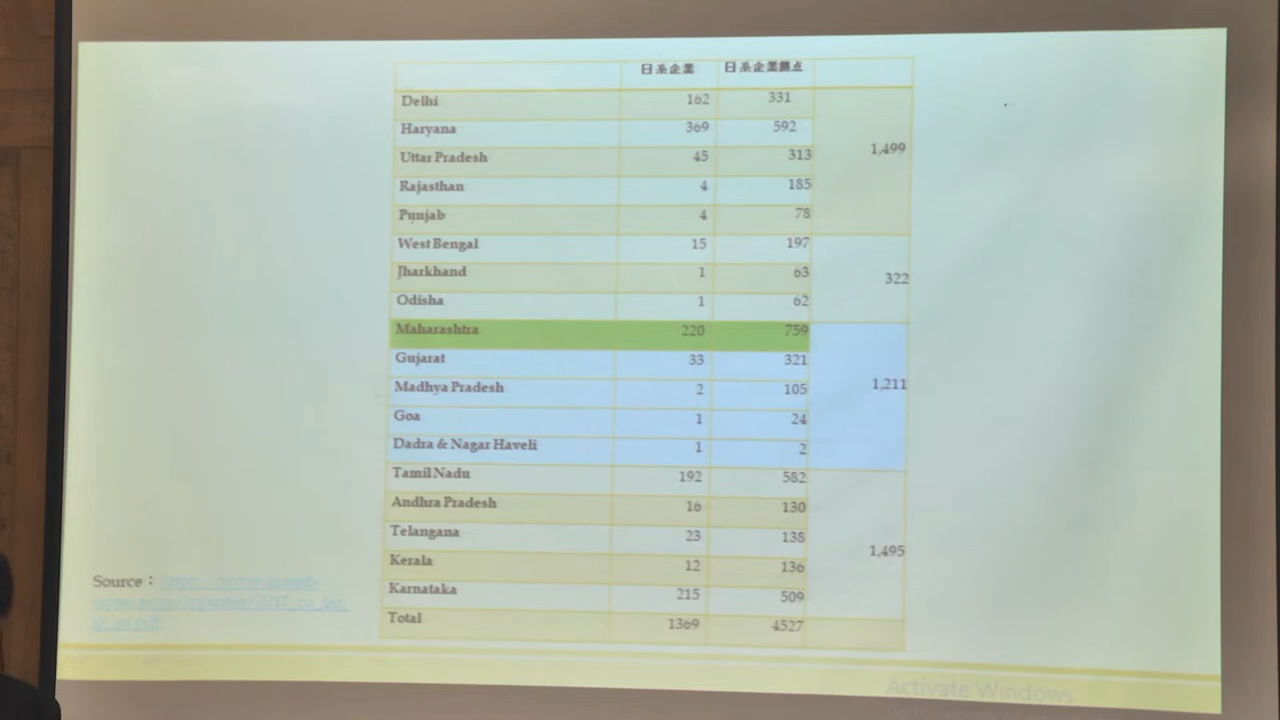 日系企業 日系企業拠点
Delhi 162 331
Haryana 369 592
1,499
Uttar Pradesh 45 313
Rajasthan 4 185
Punjab 4 78
West Bengal 15 197
Jharkhand 1 63
322
Odisha 1 62
Maharashtra 220 759
Gujarat 33 321
1,211
Madhya Pradesh 2 105
Goa 1 24
Dadra & Nagar Haveli 1 2
Tamil Nadu 192 582
Andhra Pradesh 16 130
Telangana 23 138
1,495
Kerala 12 136
Karnataka 215 509
Total 1369 4527
Source：
Activate Windows